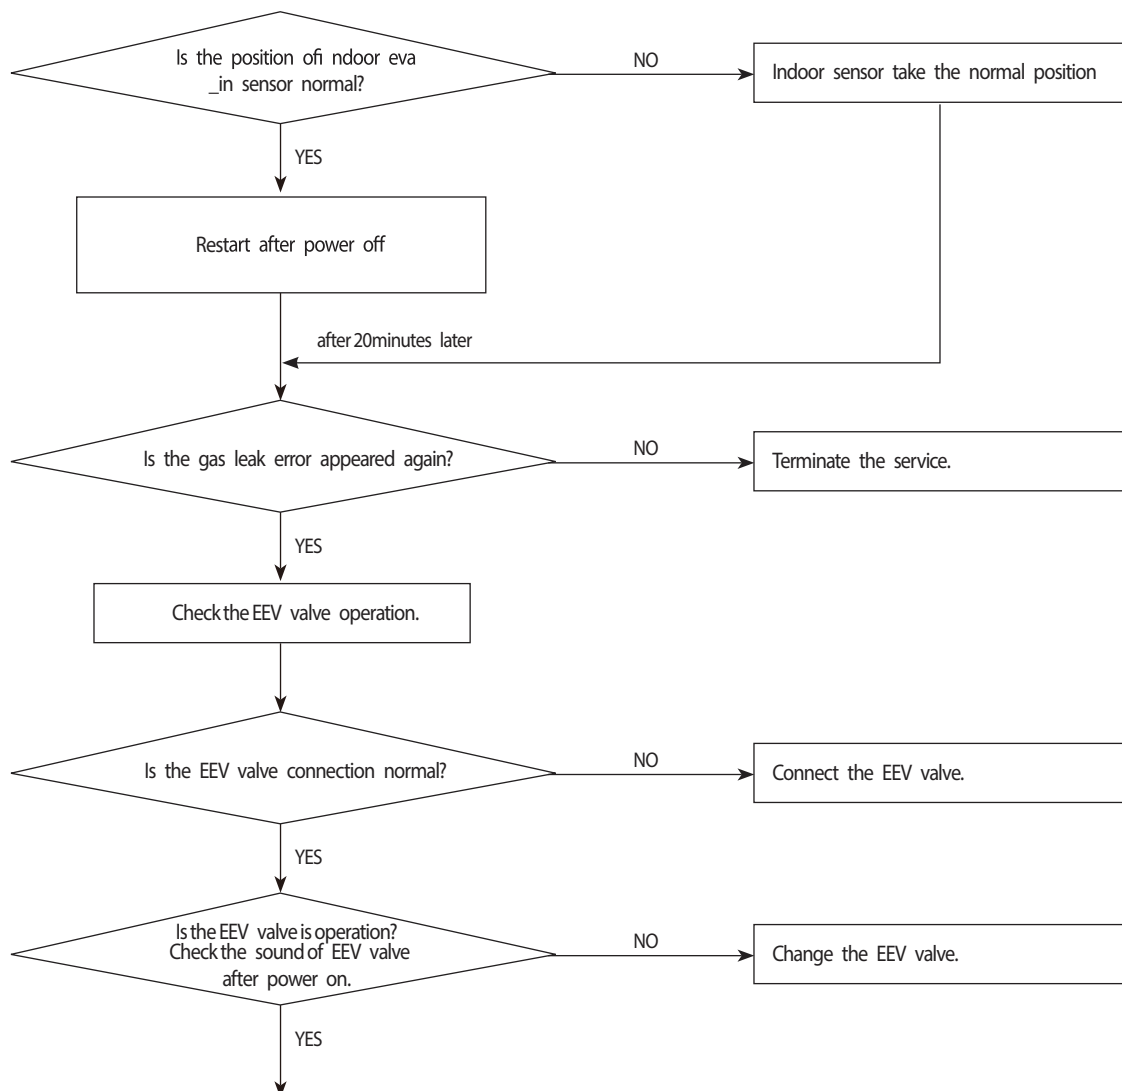 Is the position ofi ndoor eva
_in sensor normal?
NO
Indoor sensor take the normal position
YES
Restart after power off
after 20minutes later
Is the gas leak error appeared again?
NO
Terminate the service.
YES
Check the EEV valve operation.
Is the EEV valve connection normal?
NO
Connect the EEV valve.
YES
Is the EEV valve is operation?
Check the sound of EEV valve
after power on.
NO
Change the EEV valve.
YES